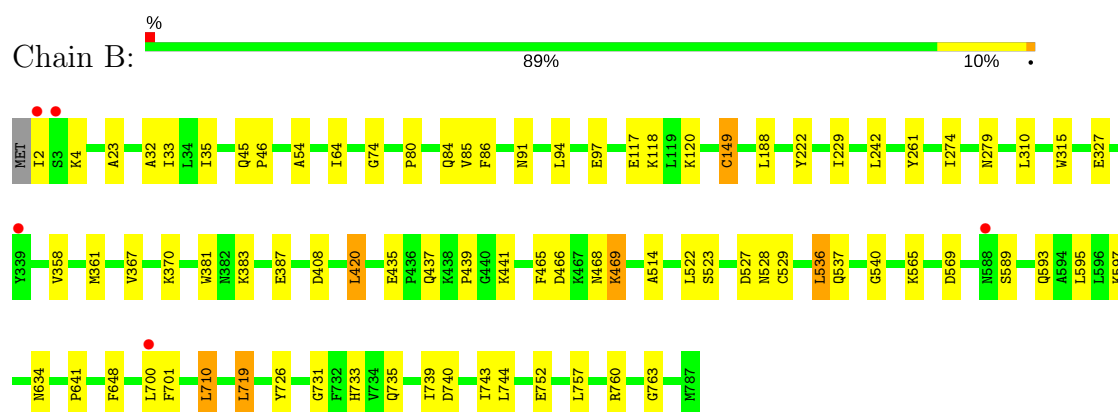 %
Chain B:
89% 10% •
MET I2 S3 K4 A23 A32 I33 L34 I35 Q45 P46 A54 I64 G74 P80 Q84 V85 F86 N91 L94 E97 E117 K118 L119 K120 G149 L188 Y222 I229 L242 Y261 I274 N279 L310 W315 E327
Y339 V358 M361 V367 K370 W381 N382 K383 E387 D408 L420 E435 P436 Q437 K438 P439 G440 K441 F465 D466 K467 N468 K469 A514 L522 S523 D527 N528 C529 L536 Q537 G540 K565 D569 N588 S589 Q593 A594 L595 L596 K597
N634 P641 F648 L700 F701 L710 L719 Y726 G731 F732 H733 V734 Q735 I739 D740 I743 L744 E752 L757 R760 G763 M787